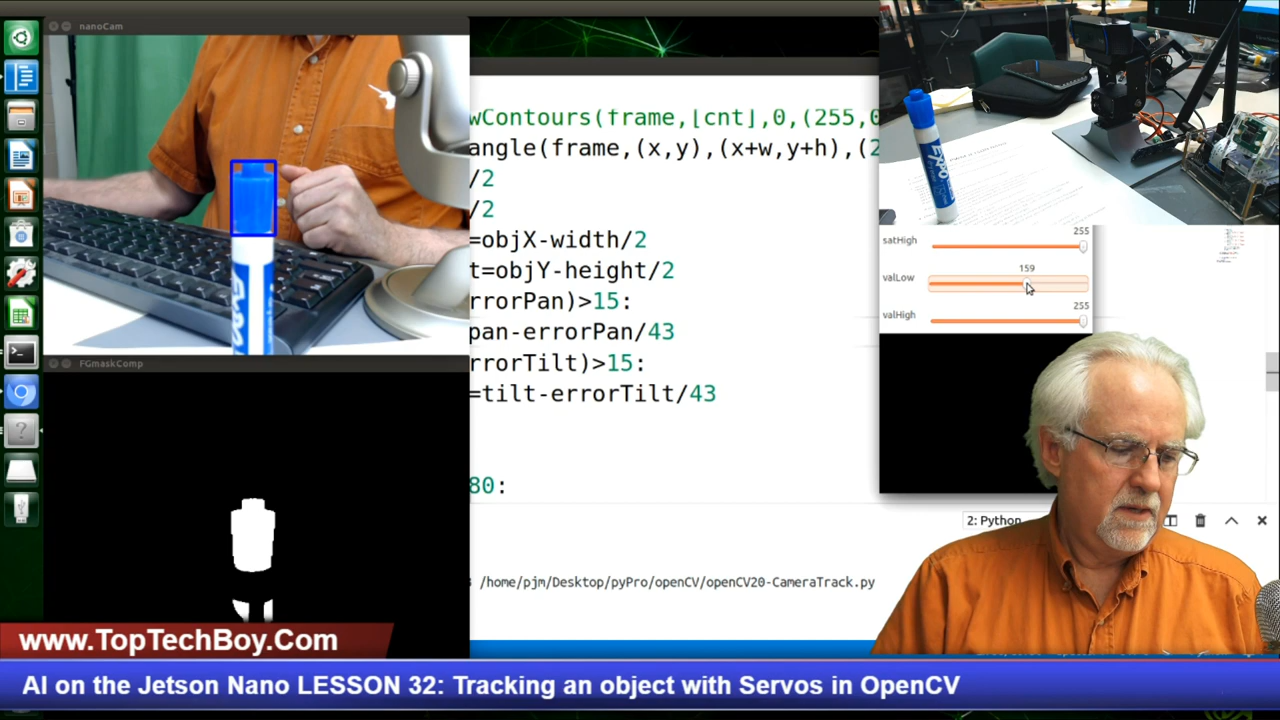 nanoCam
wContours(frame,[cnt],0,(255,0
angle(frame,(x,y),(x+w,y+h),(2
/2
/2
=objX-width/2
t=objY-height/2
rrorPan)>15:
pan-errorPan/43
rrorTilt)>15:
=tilt-errorTilt/43
80:
EXPO
satHigh
255
159
valLow
255
valHigh
FGmaskComp
2: Python
/home/pjm/Desktop/pyPro/openCV/openCV20-CameraTrack.py
www.TopTechBoy.Com
AI on the Jetson Nano LESSON 32: Tracking an object with Servos in OpenCV